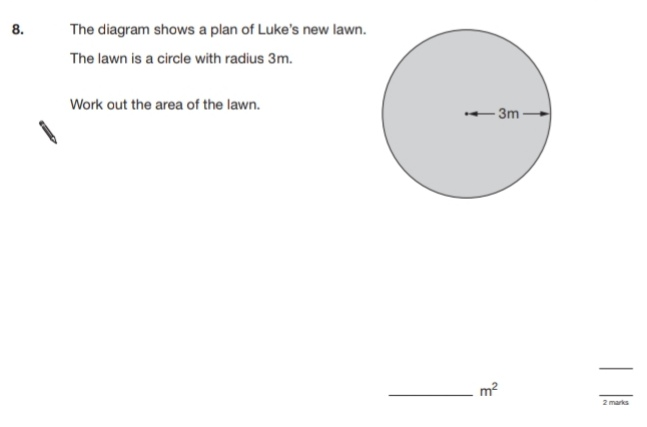 8. The diagram shows a plan of Luke's new lawn.
The lawn is a circle with radius 3m.
Work out the area of the lawn.
3m
m²
2 marks